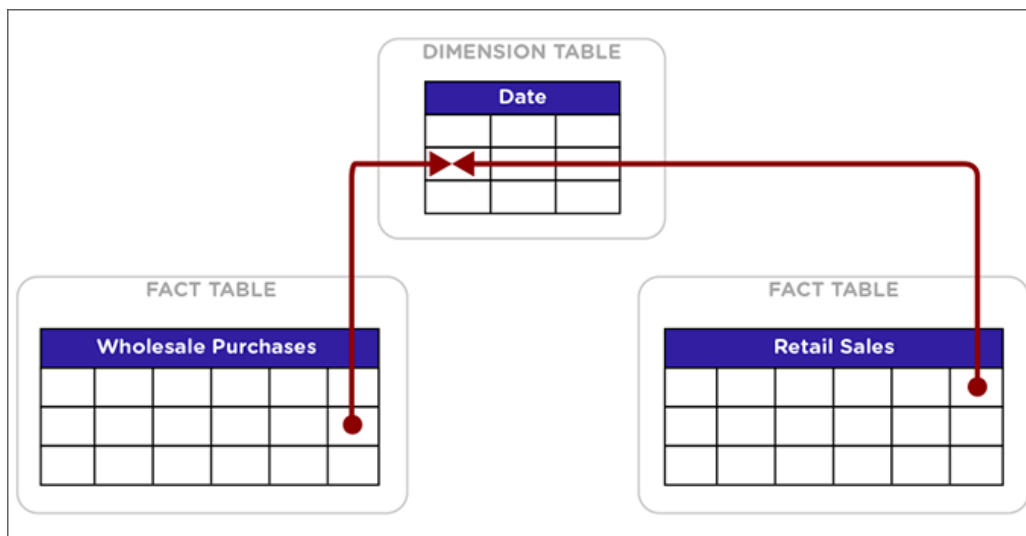 DIMENSION TABLE
Date
FACT TABLE
Wholesale Purchases
FACT TABLE
Retail Sales